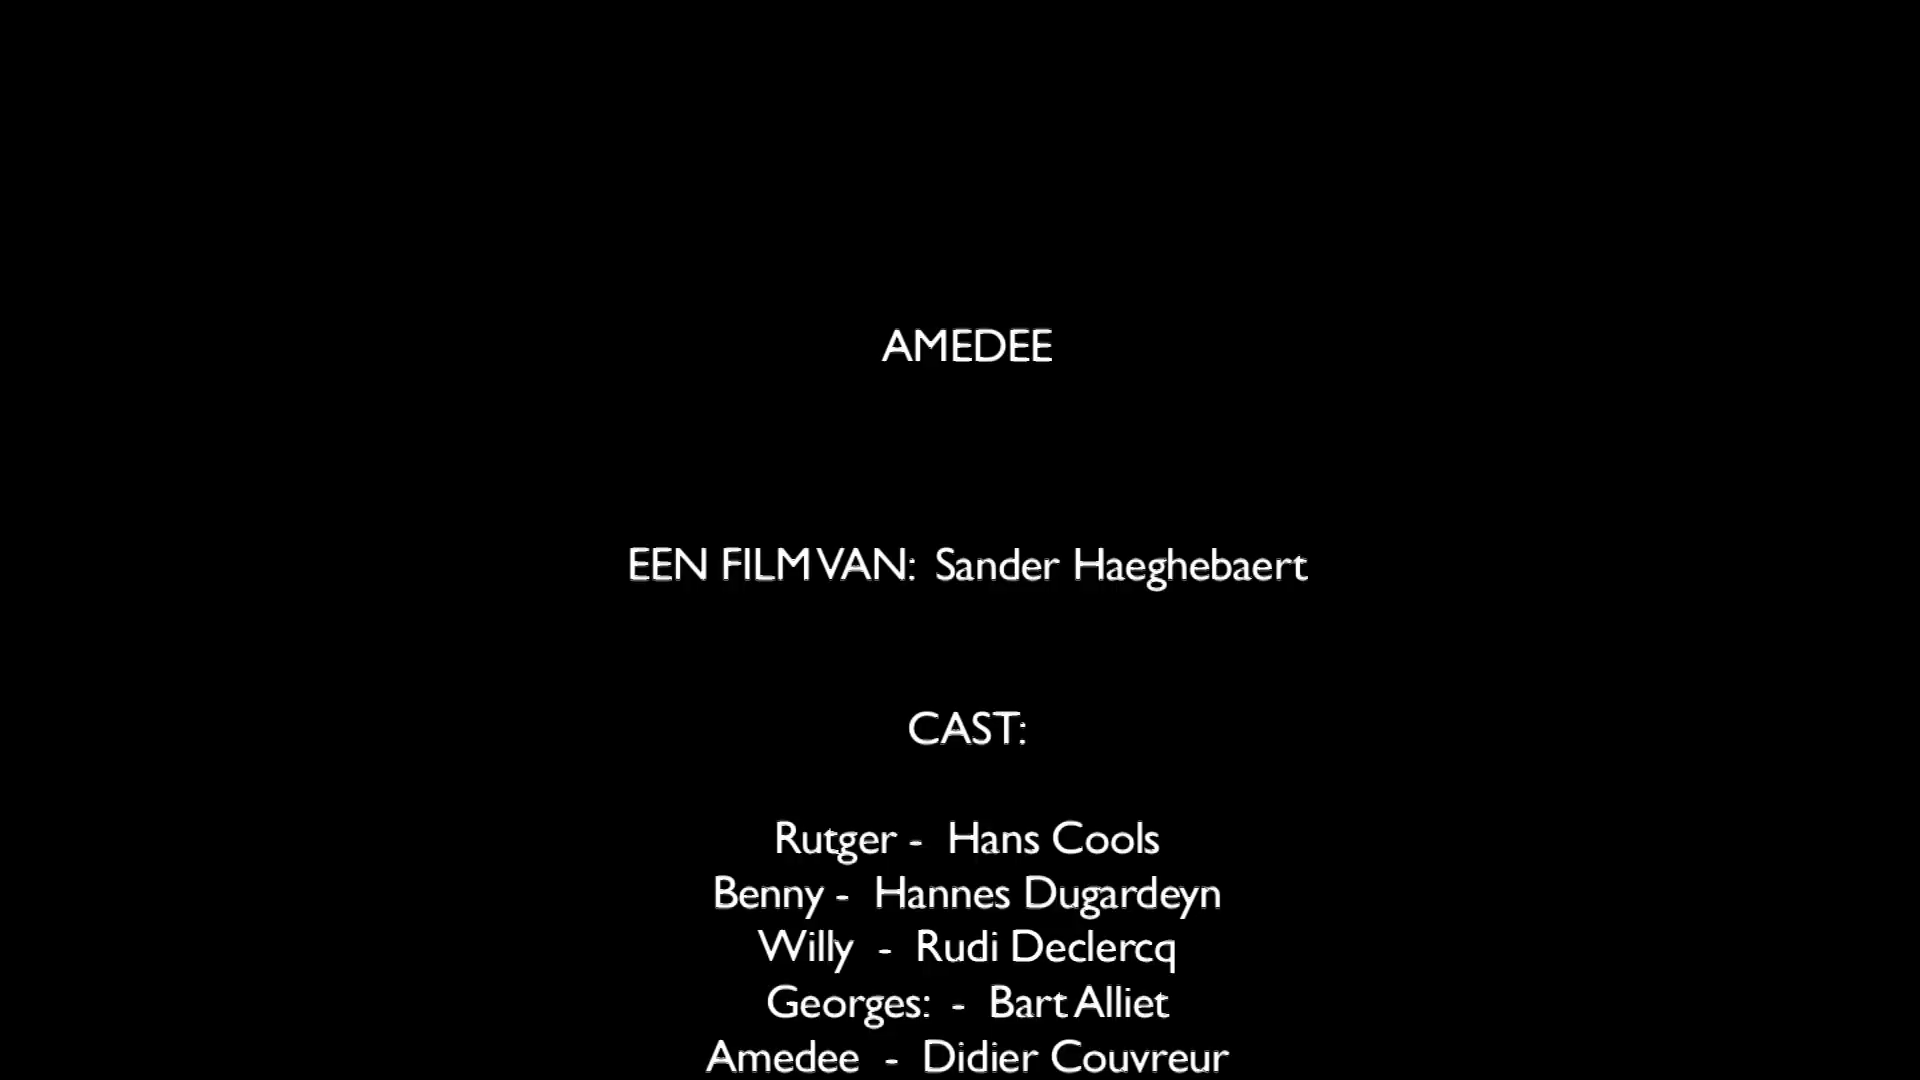 AMEDEE
EEN FILM VAN: Sander Haeghebaert
CAST:
Rutger - Hans Cools
Benny - Hannes Dugardeyn
Willy - Rudi Declercq
Georges: - Bart Alliet
Amedee - Didier Couvreur